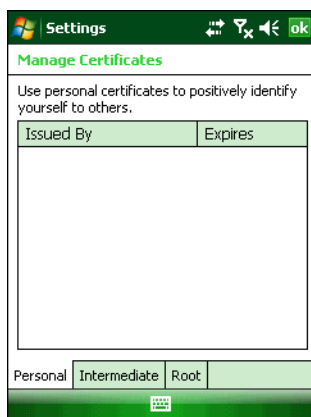 Settings
ok
Manage Certificates
Use personal certificates to positively identify
yourself to others.
Issued By Expires
Personal Intermediate Root